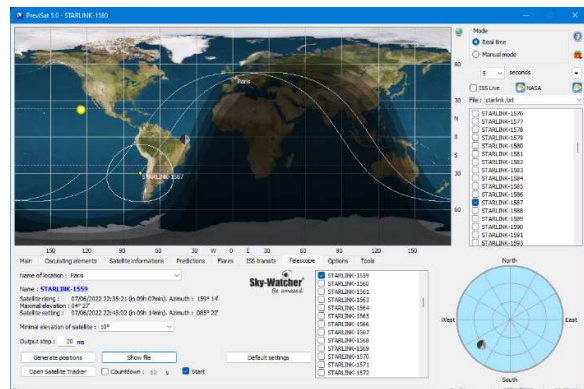 PreviSat 5.0 - STARLINK-1580
Paris
STARLINK-1587
60
30
N
0
S
30
60
150 120 90 60 30 W 0 E 30 60 90 120 150
Mode
Real time
Manual mode
5 seconds
ISS Live
NASA
File : starlink.txt
STARLINK-1576
STARLINK-1577
STARLINK-1578
STARLINK-1579
STARLINK-1580
STARLINK-1581
STARLINK-1582
STARLINK-1583
STARLINK-1584
STARLINK-1585
STARLINK-1586
STARLINK-1587
STARLINK-1588
STARLINK-1589
STARLINK-1590
STARLINK-1591
STARLINK-1592
STARLINK-1593
Main Osculating elements Satellite informations Predictions Flares ISS transits Telescope Options Tools
Name of location : Paris
Name : STARLINK-1559
Satellite rising : 07/06/2022 22:35:21 (in 09h 07min). Azimuth : 159° 14'
Maximal elevation : 04° 27'
Satellite setting : 07/06/2022 22:43:02 (in 09h 14min). Azimuth : 085° 22'
Minimal elevation of satellite : 10°
Output step : 20 ms
Generate positions
Show file
Default settings
Open Satellite Tracker
Countdown : 60 s
Start
Sky-Watcher
Be amazed.
STARLINK-1559
STARLINK-1560
STARLINK-1561
STARLINK-1563
STARLINK-1564
STARLINK-1565
STARLINK-1566
STARLINK-1567
STARLINK-1568
STARLINK-1569
STARLINK-1570
STARLINK-1571
STARLINK-1572
North
West
East
South